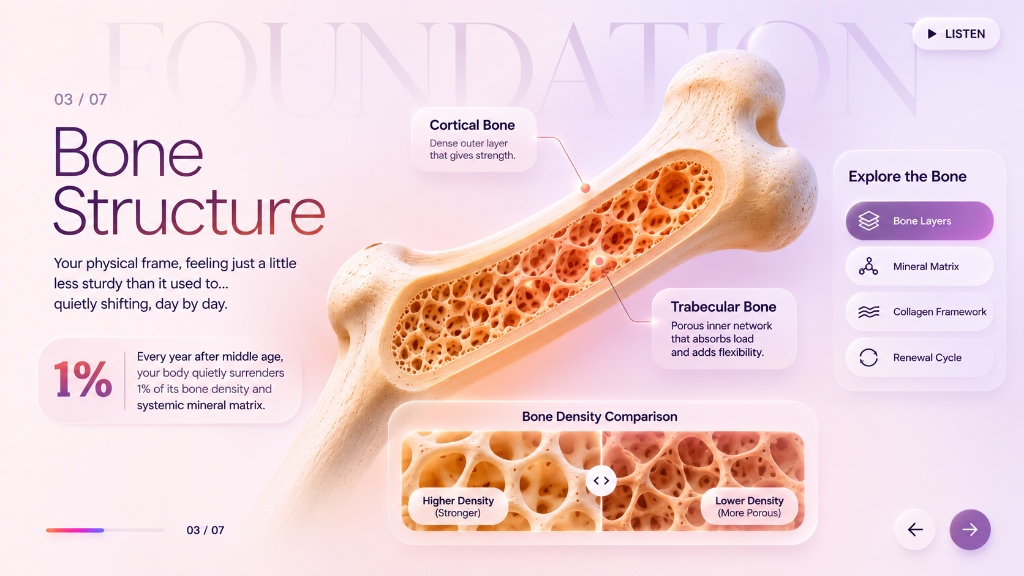 FOUNDATION
LISTEN
03 / 07
Bone
Structure
Your physical frame, feeling just a little
less sturdy than it used to...
quietly shifting, day by day.
1%
Every year after middle age,
your body quietly surrenders
1% of its bone density and
systemic mineral matrix.
Cortical Bone
Dense outer layer
that gives strength.
Trabecular Bone
Porous inner network
that absorbs load
and adds flexibility.
Explore the Bone
Bone Layers
Mineral Matrix
Collagen Framework
Renewal Cycle
Bone Density Comparison
Higher Density
(Stronger)
Lower Density
(More Porous)
03 / 07